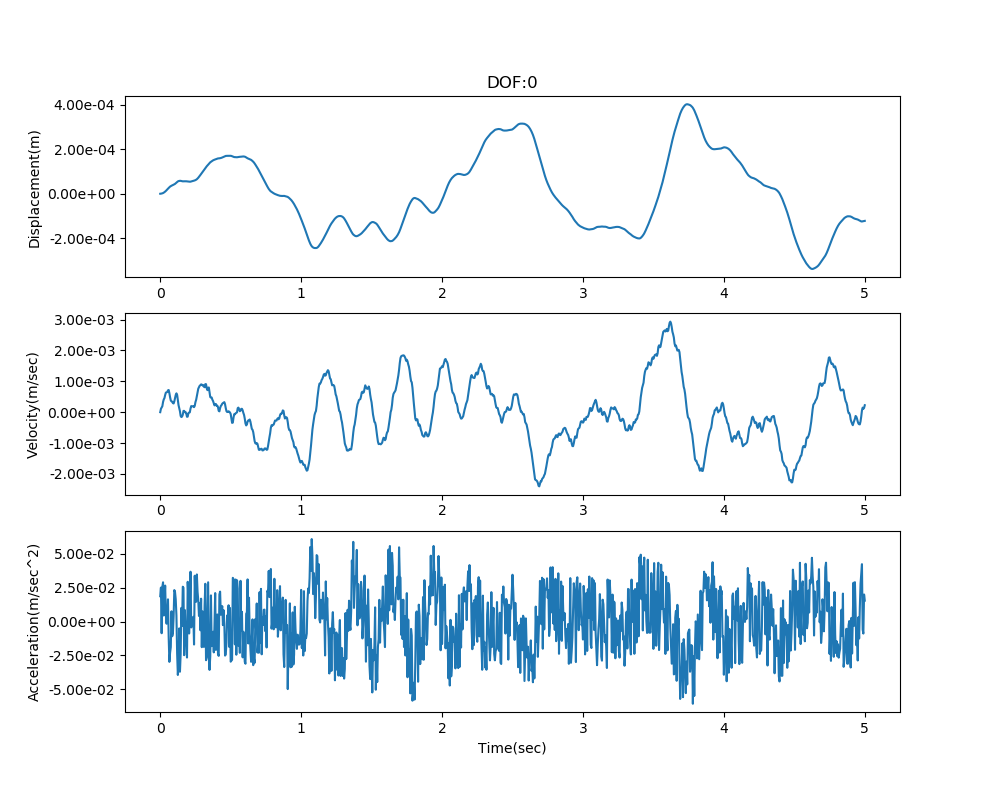 DOF:0
Displacement(m)
4.00e-04
2.00e-04
0.00e+00
-2.00e-04
0 1 2 3 4 5
Velocity(m/sec)
3.00e-03
2.00e-03
1.00e-03
0.00e+00
-1.00e-03
-2.00e-03
0 1 2 3 4 5
Acceleration(m/sec^2)
5.00e-02
2.50e-02
0.00e+00
-2.50e-02
-5.00e-02
0 1 2 3 4 5
Time(sec)